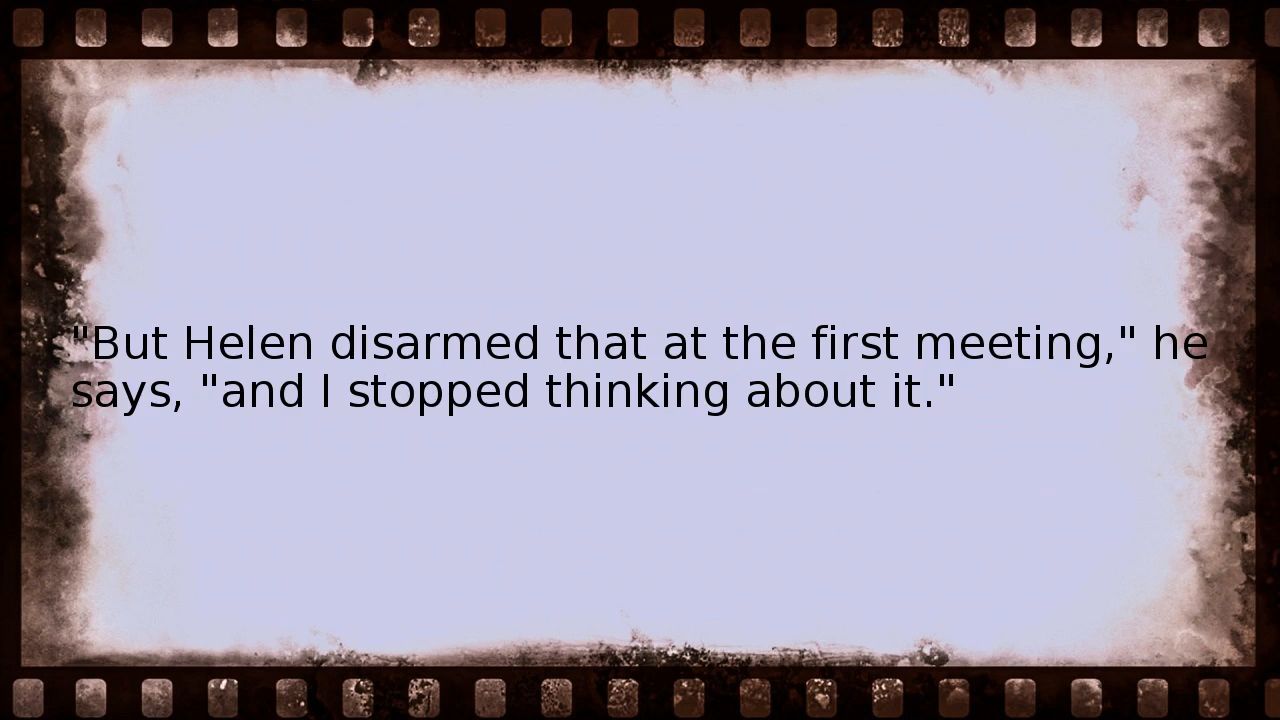 "But Helen disarmed that at the first meeting," he
says, "and I stopped thinking about it."